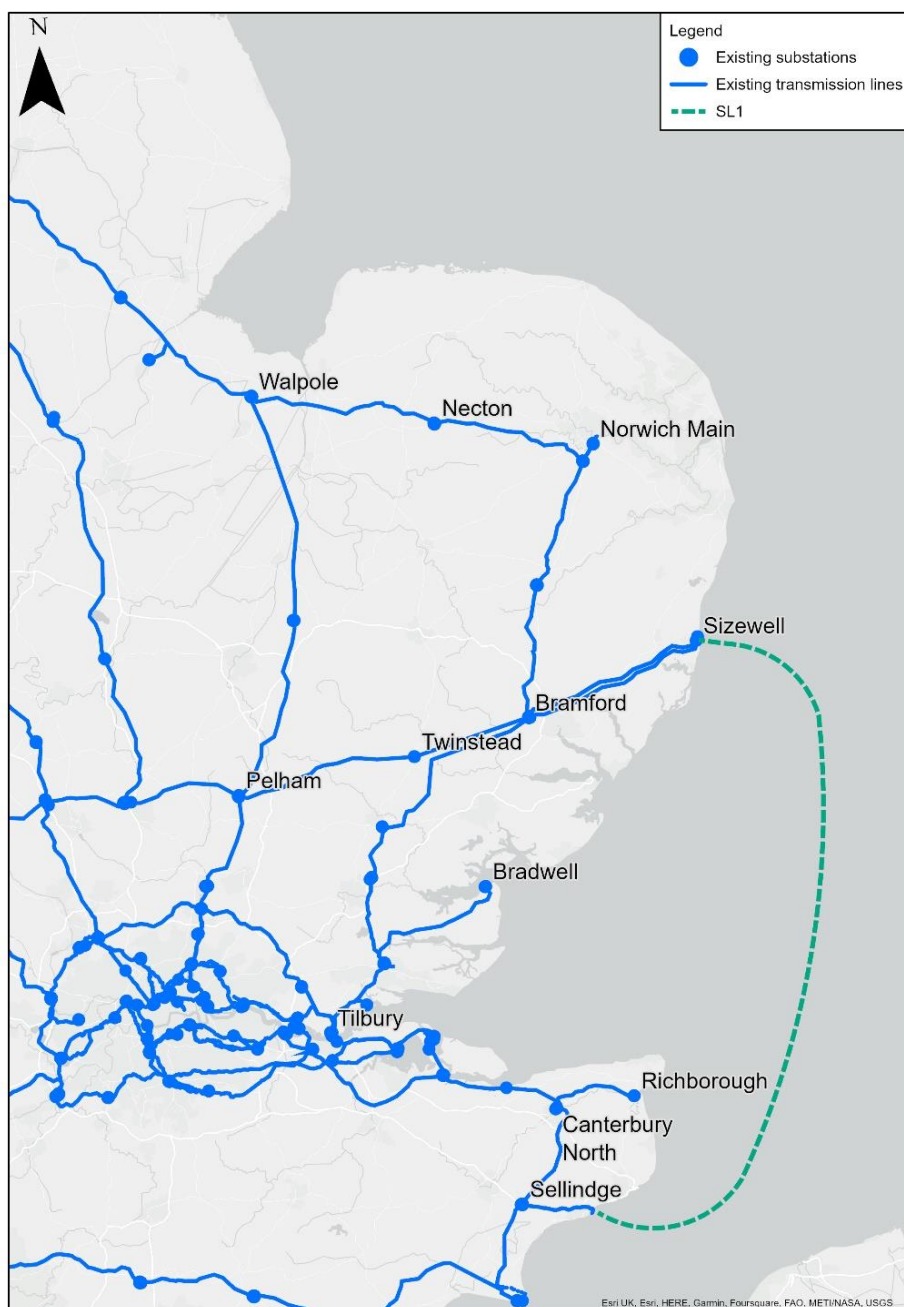 N
Legend
Existing substations
Existing transmission lines
SL1
Walpole
Necton
Norwich Main
Sizewell
Bramford
Twinstead
Pelham
Bradwell
Tilbury
Richborough
Canterbury
North
Sellindge
Esri UK, Esri, HERE, Garmin, Foursquare, FAO, METI/NASA, USGS